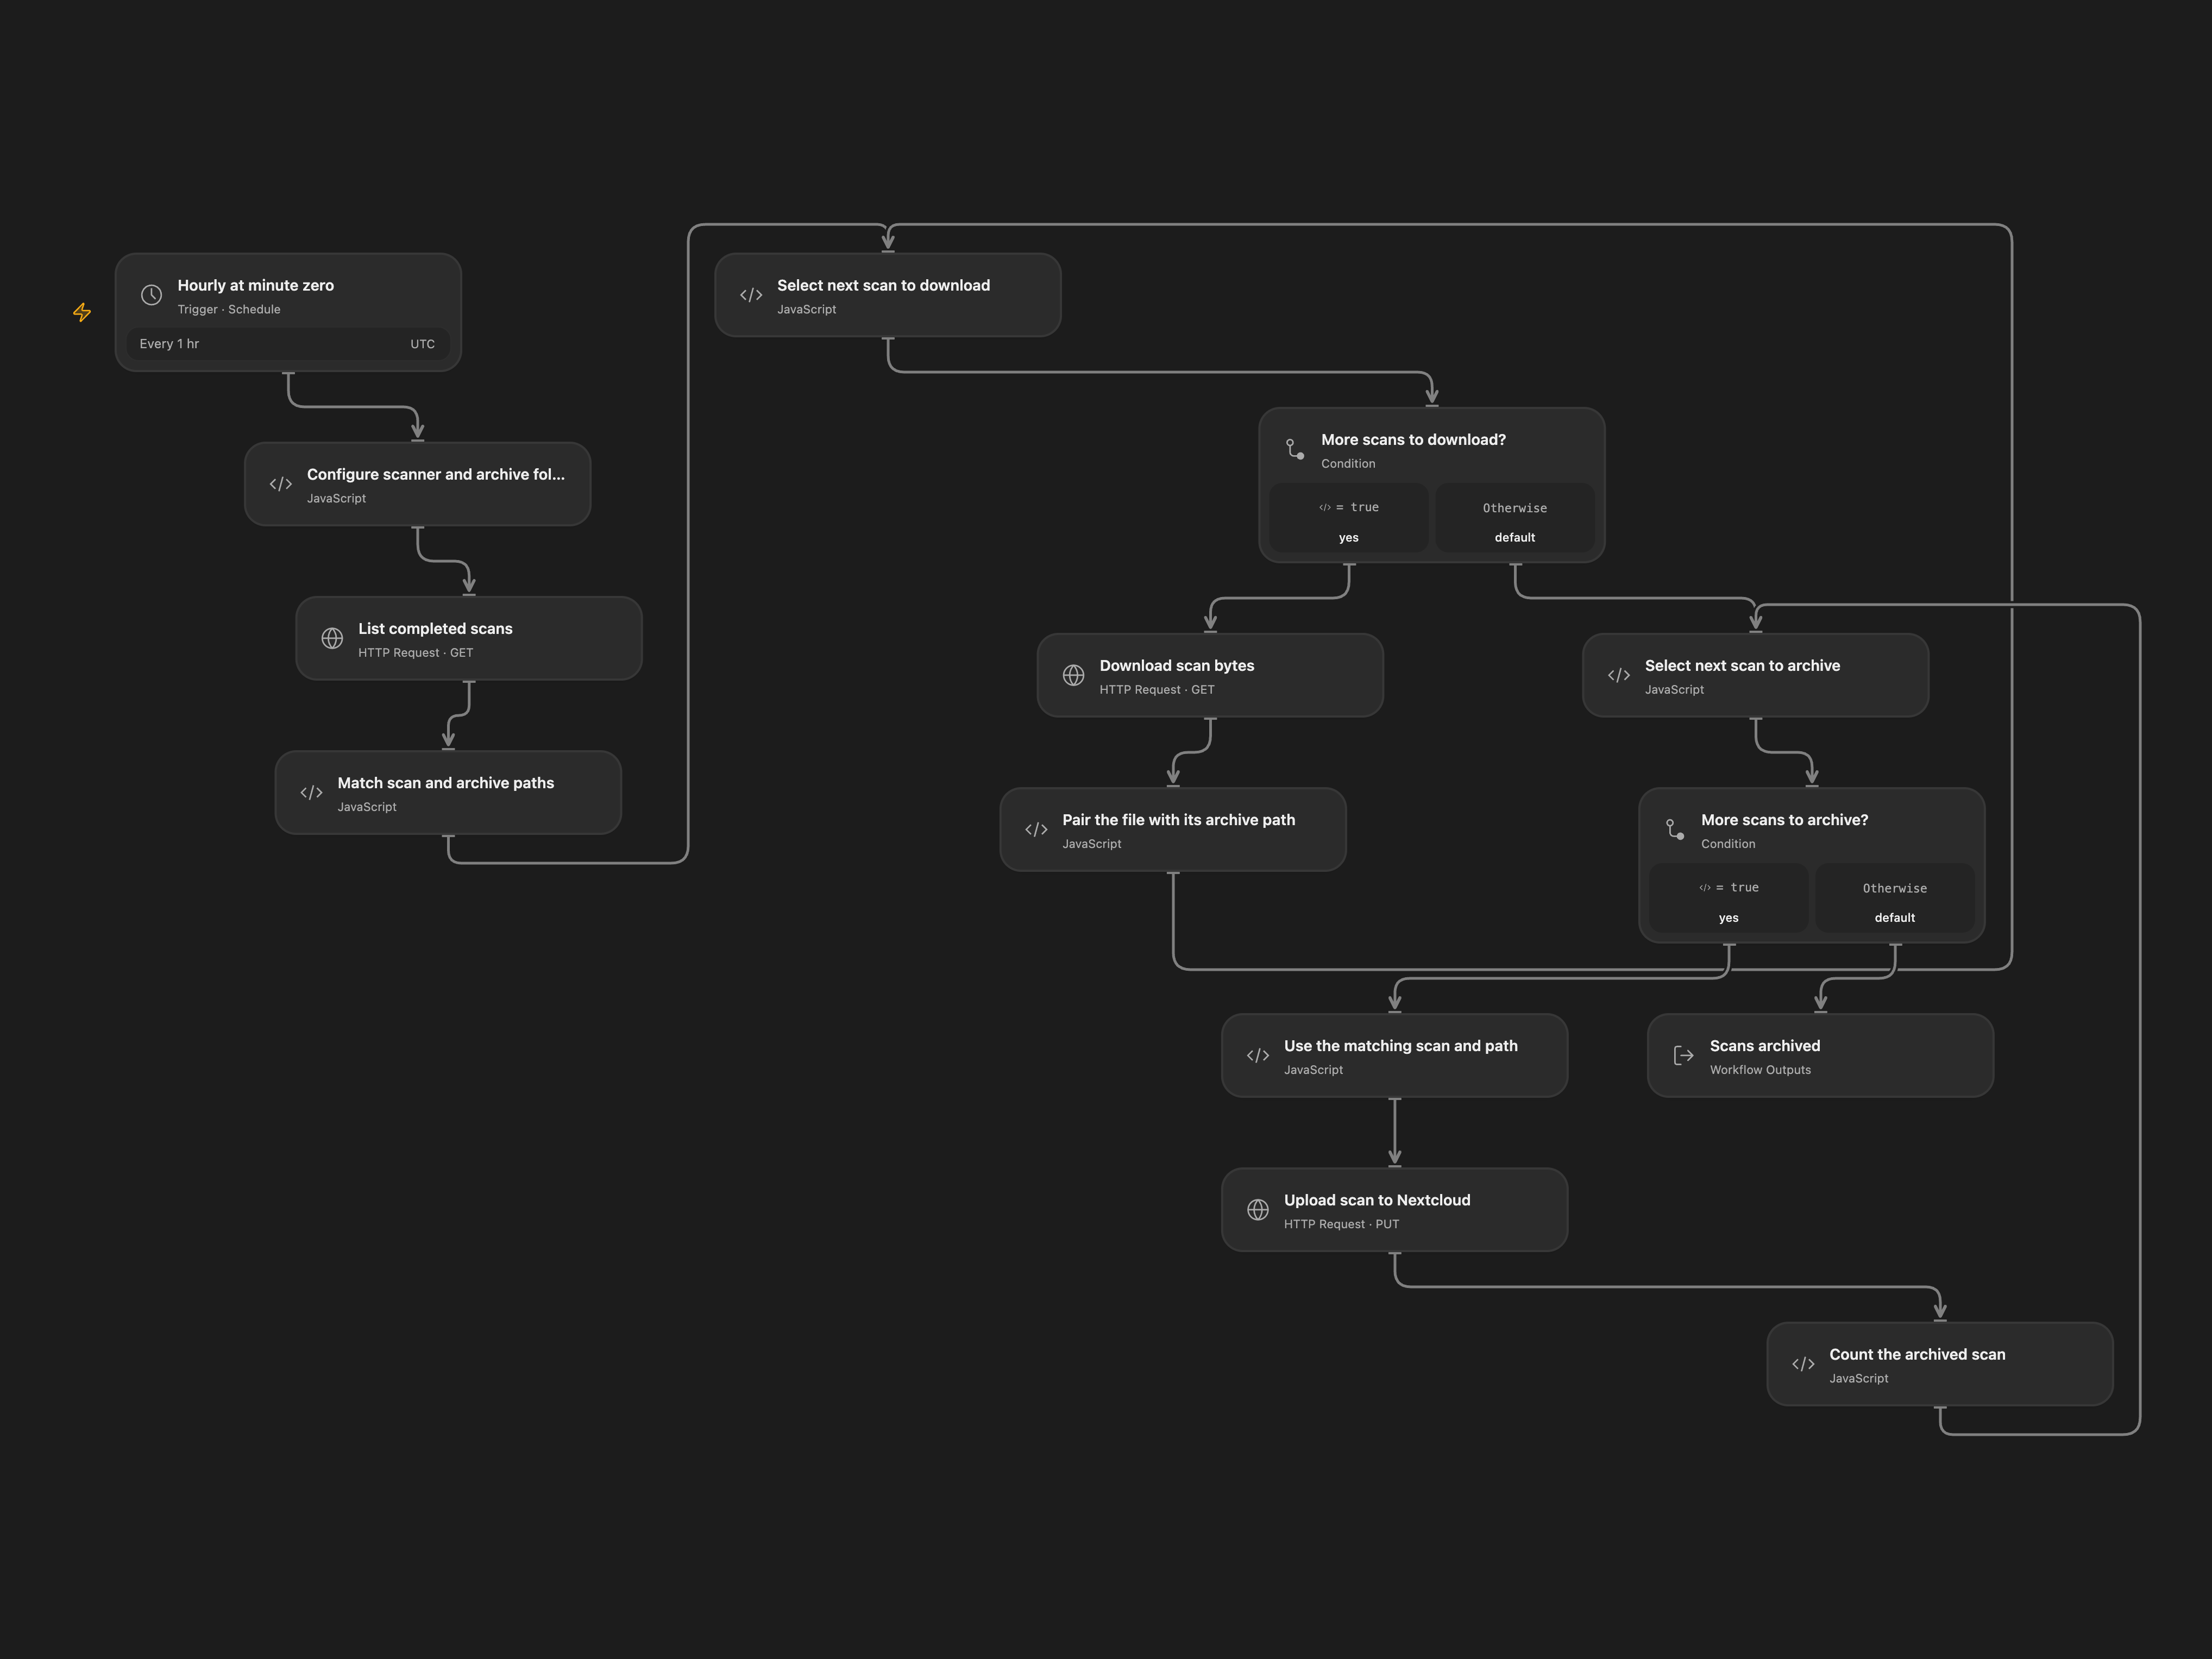 Hourly at minute zero
Trigger · Schedule
Every 1 hr
UTC
Configure scanner and archive fol...
JavaScript
List completed scans
HTTP Request · GET
Match scan and archive paths
JavaScript
Select next scan to download
JavaScript
More scans to download?
Condition
</> = true
yes
Otherwise
default
Download scan bytes
HTTP Request · GET
Pair the file with its archive path
JavaScript
Select next scan to archive
JavaScript
More scans to archive?
Condition
</> = true
yes
Otherwise
default
Use the matching scan and path
JavaScript
Scans archived
Workflow Outputs
Upload scan to Nextcloud
HTTP Request · PUT
Count the archived scan
JavaScript